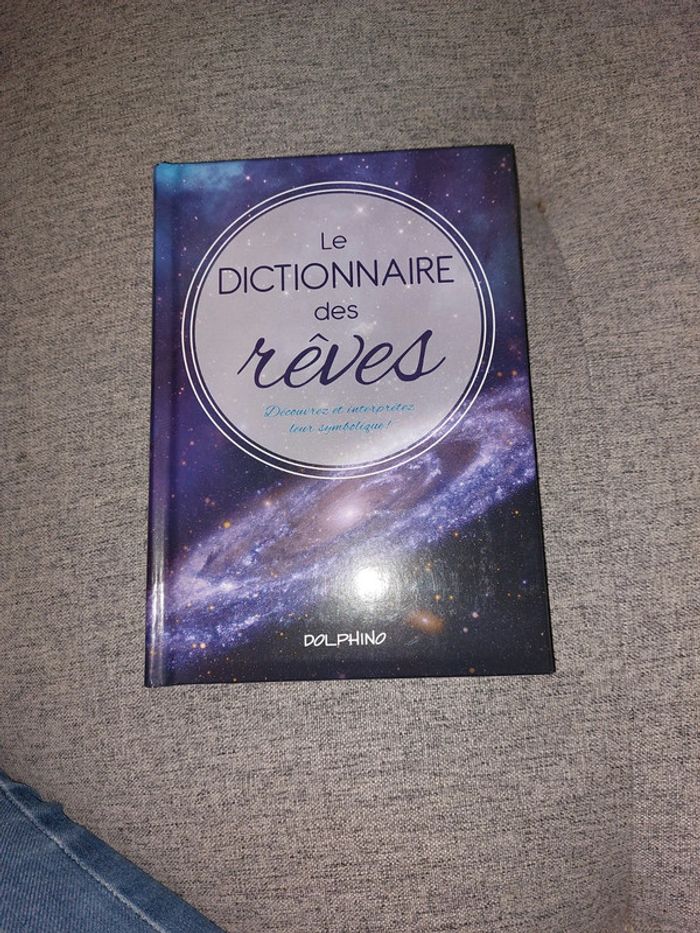 Le
DICTIONNAIRE
des
rêves
Découvrez et interprétez
leur symbolique !
DOLPHINO